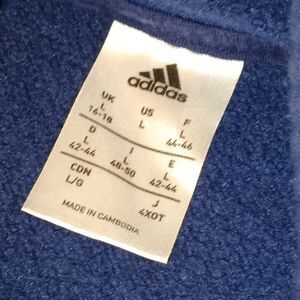 adidas
UK US F
L L L
16-18 44-46
D I E
L L L
42-44 48-50 42-44
CDN J
L/G 4XOT
MADE IN CAMBODIA